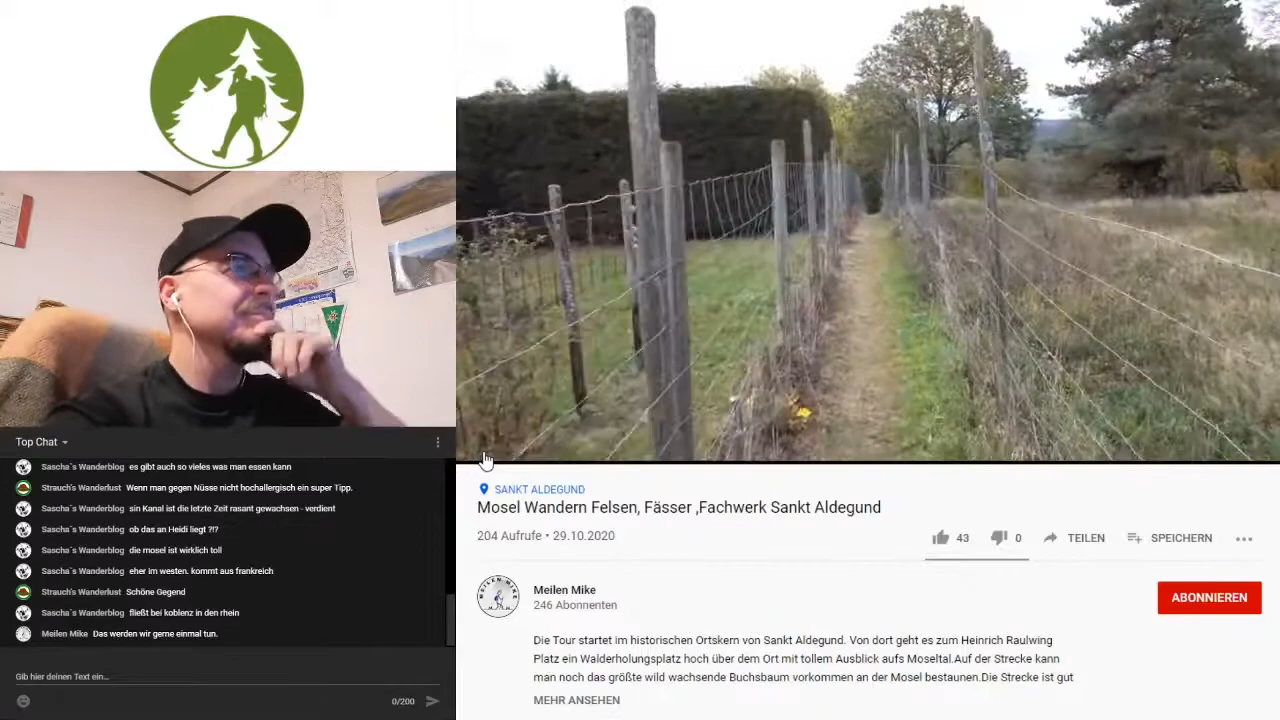 Top Chat
Sascha´s Wanderblog es gibt auch so vieles was man essen kann
Strauch's Wanderlust Wenn man gegen Nüsse nicht hochallergisch ein super Tipp.
Sascha´s Wanderblog sin Kanal ist die letzte Zeit rasant gewachsen - verdient
Sascha´s Wanderblog ob das an Heidi liegt ?!?
Sascha´s Wanderblog die mosel ist wirklich toll
Sascha´s Wanderblog eher im westen. kommt aus frankreich
Strauch's Wanderlust Schöne Gegend
Sascha´s Wanderblog fließt bei koblenz in den rhein
Meilen Mike Das werden wir gerne einmal tun.
Gib hier deinen Text ein...
0/200
SANKT ALDEGUND
Mosel Wandern Felsen, Fässer ,Fachwerk Sankt Aldegund
204 Aufrufe • 29.10.2020
43
0
TEILEN
SPEICHERN
MEILEN MIKE
Meilen Mike
246 Abonnenten
ABONNIEREN
Die Tour startet im historischen Ortskern von Sankt Aldegund. Von dort geht es zum Heinrich Raulwing
Platz ein Walderholungsplatz hoch über dem Ort mit tollem Ausblick aufs Moseltal.Auf der Strecke kann
man noch das größte wild wachsende Buchsbaum vorkommen an der Mosel bestaunen.Die Strecke ist gut
MEHR ANSEHEN